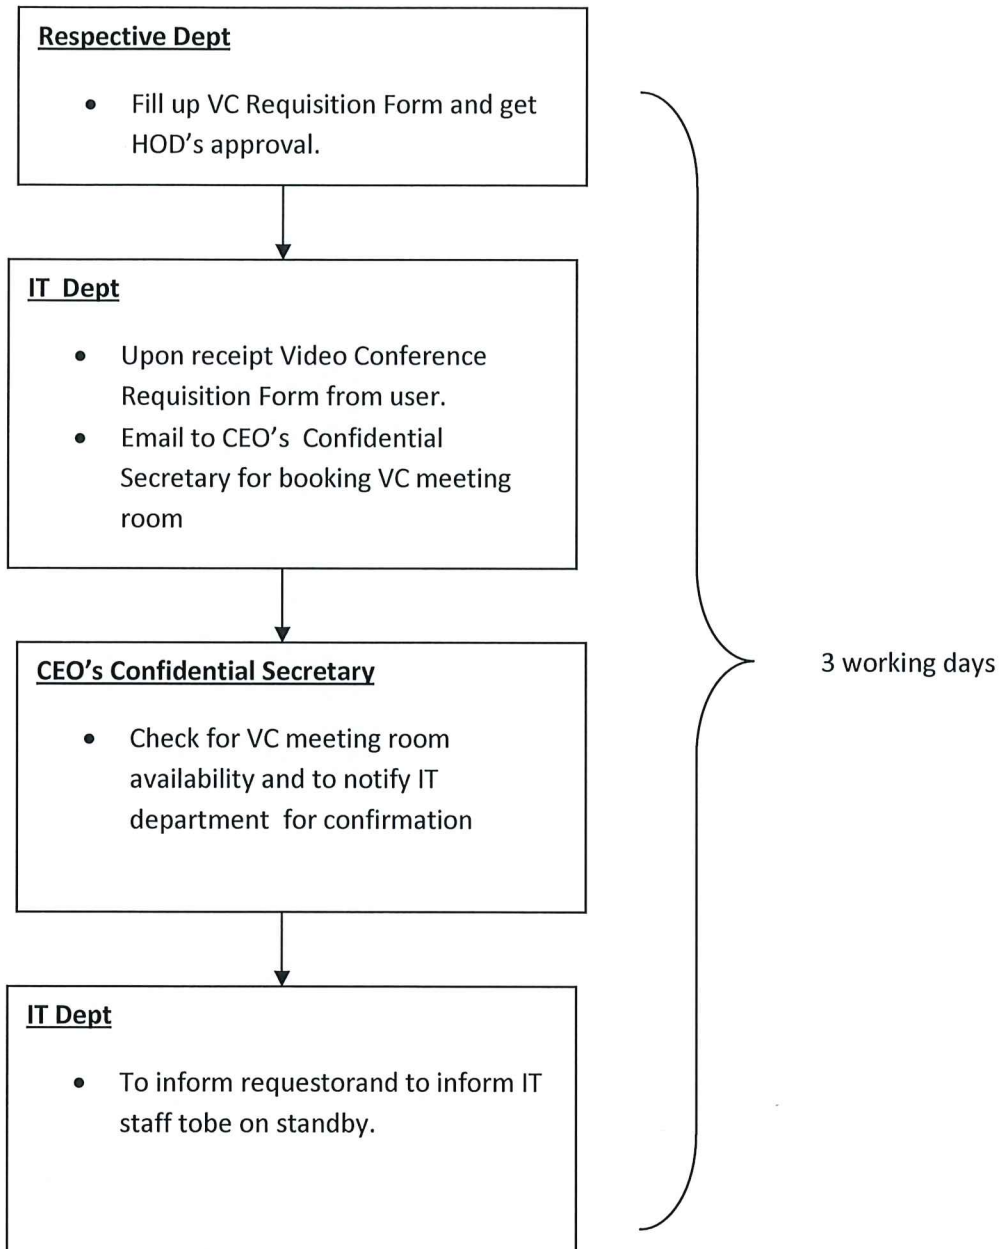 Respective Dept
• Fill up VC Requisition Form and get
HOD's approval.
IT Dept
• Upon receipt Video Conference
Requisition Form from user.
• Email to CEO's Confidential
Secretary for booking VC meeting
room
CEO's Confidential Secretary
• Check for VC meeting room
availability and to notify IT
department for confirmation
3 working days
IT Dept
• To inform requestorand to inform IT
staff tobe on standby.